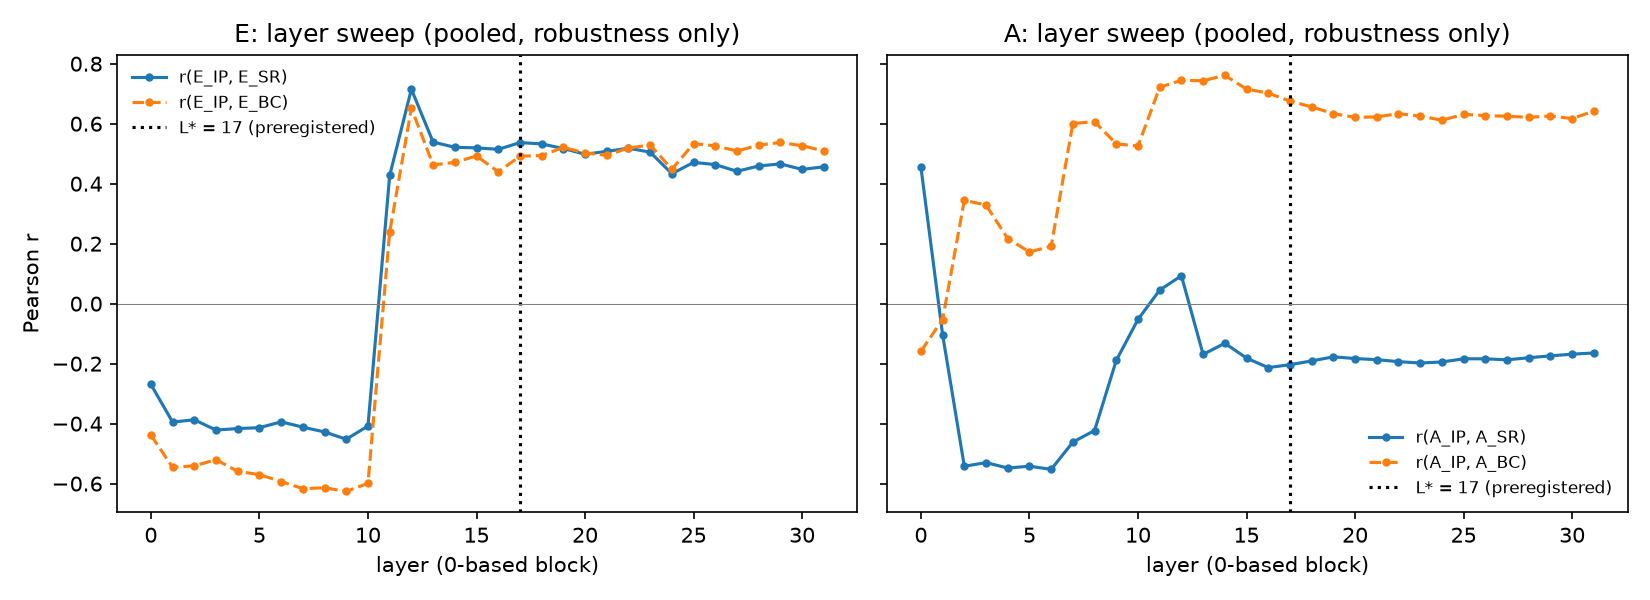 E: layer sweep (pooled, robustness only)
r(E_IP, E_SR)
r(E_IP, E_BC)
L* = 17 (preregistered)
Pearson r
0.8
0.6
0.4
0.2
0.0
−0.2
−0.4
−0.6
0 5 10 15 20 25 30
layer (0-based block)
A: layer sweep (pooled, robustness only)
r(A_IP, A_SR)
r(A_IP, A_BC)
L* = 17 (preregistered)
0 5 10 15 20 25 30
layer (0-based block)